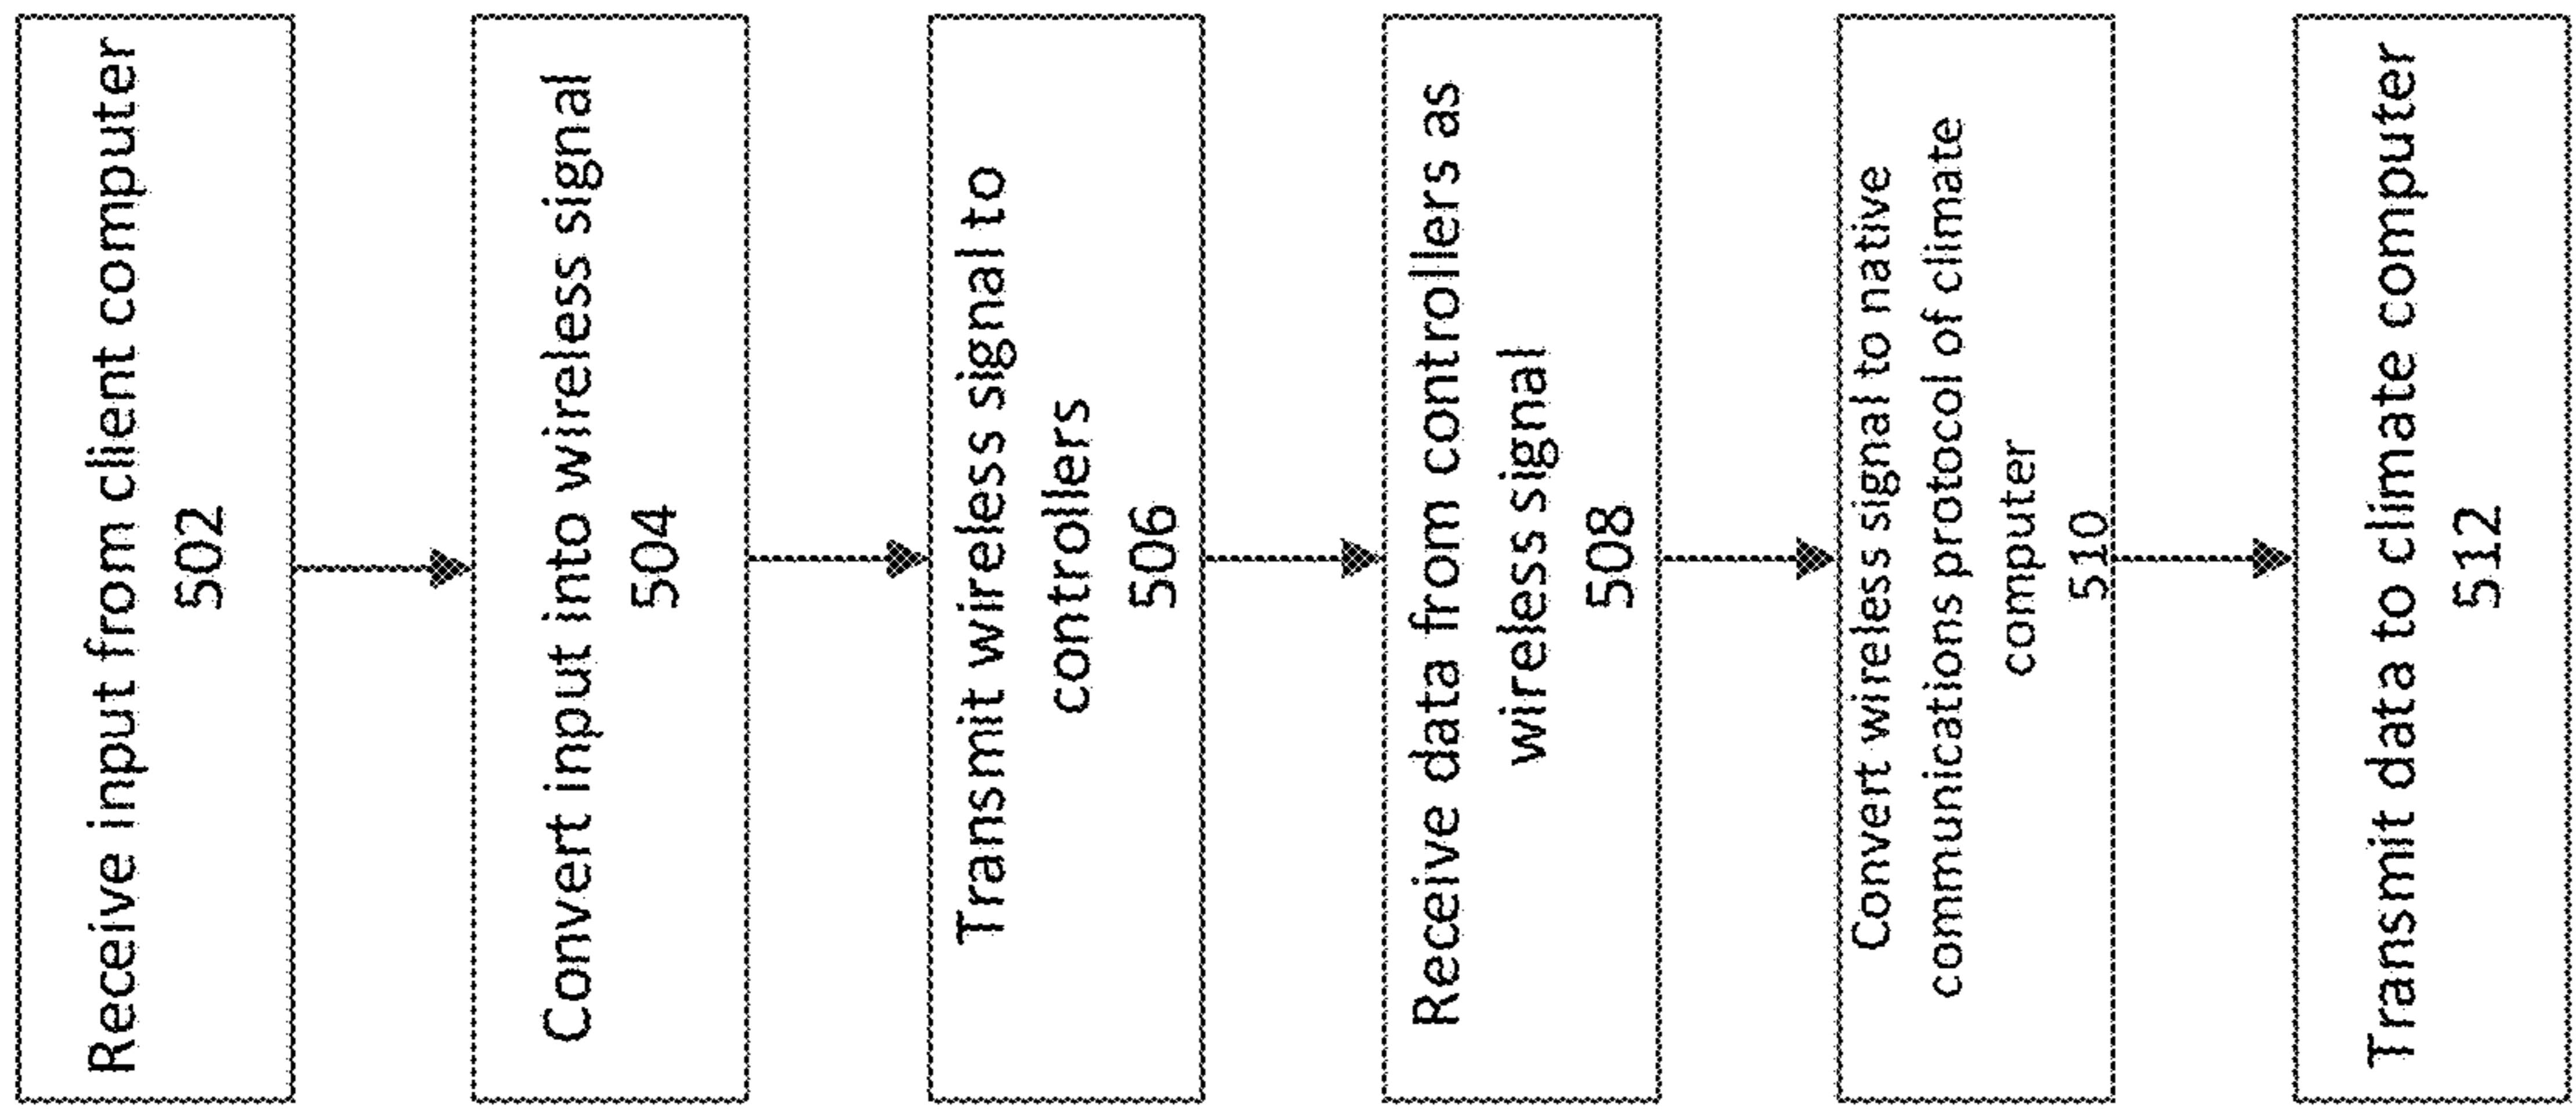 Receive input from client computer
502
Convert input into wireless signal
504
Transmit wireless signal to
controllers
506
Receive data from controllers as
wireless signal
508
Convert wireless signal to native
communications protocol of climate
computer
510
Transmit data to climate computer
512